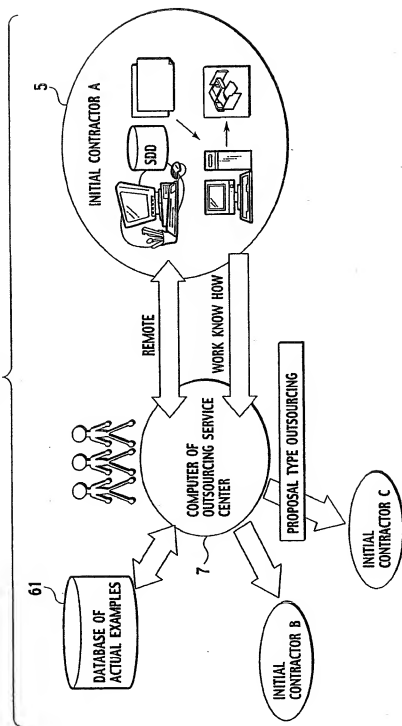 61
DATABASE OF
ACTUAL EXAMPLES
7
COMPUTER OF
OUTSOURCING SERVICE
CENTER
REMOTE
WORK KNOW HOW
5
INITIAL CONTRACTOR A
SDD
PROPOSAL TYPE OUTSOURCING
INITIAL
CONTRACTOR B
INITIAL
CONTRACTOR C